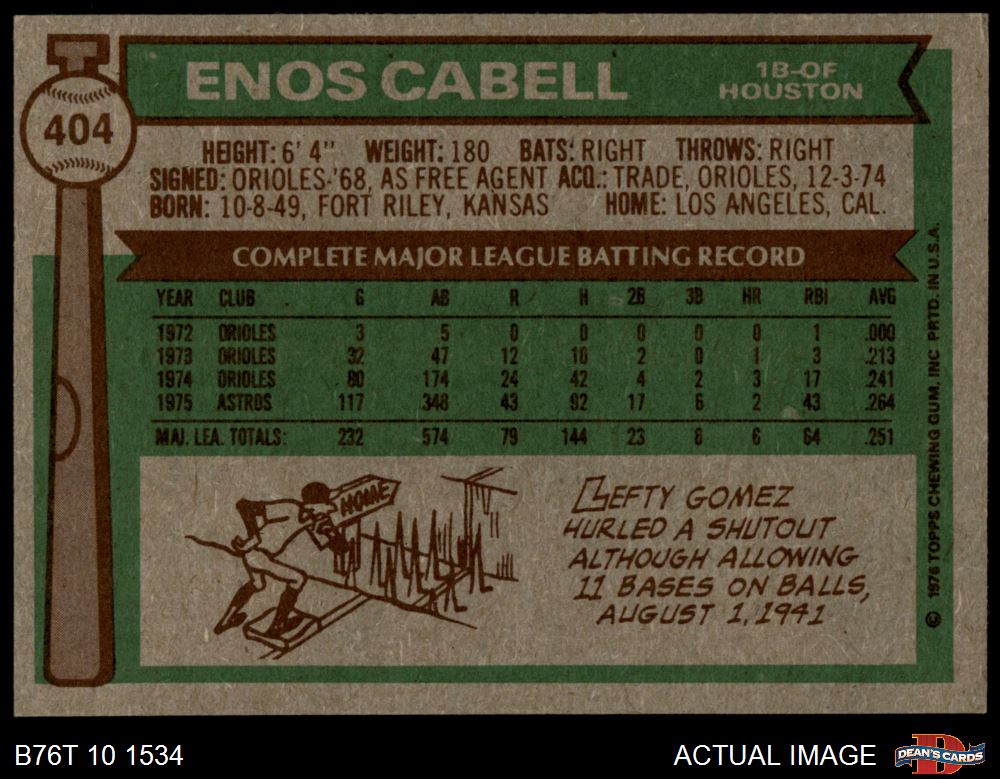 404
ENOS CABELL
1B-OF
HOUSTON
HEIGHT: 6' 4" WEIGHT: 180 BATS: RIGHT THROWS: RIGHT
SIGNED: ORIOLES-'68, AS FREE AGENT ACQ.: TRADE, ORIOLES, 12-3-74
BORN: 10-8-49, FORT RILEY, KANSAS HOME: LOS ANGELES, CAL.
COMPLETE MAJOR LEAGUE BATTING RECORD
YEAR CLUB G AB R H 2B 3B HR RBI AVG
1972 ORIOLES 3 5 0 0 0 0 0 1 .000
1973 ORIOLES 32 47 12 10 2 0 1 3 .213
1974 ORIOLES 80 174 24 42 4 2 3 17 .241
1975 ASTROS 117 348 43 92 17 6 2 43 .264
MAJ. LEA. TOTALS: 232 574 79 144 23 8 6 64 .251
HOME
LEFTY GOMEZ
HURLED A SHUTOUT
ALTHOUGH ALLOWING
11 BASES ON BALLS,
AUGUST 1, 1941
© 1976 TOPPS CHEWING GUM, INC PRTD. IN U.S.A.
B76T 10 1534
ACTUAL IMAGE
DEAN'S CARDS